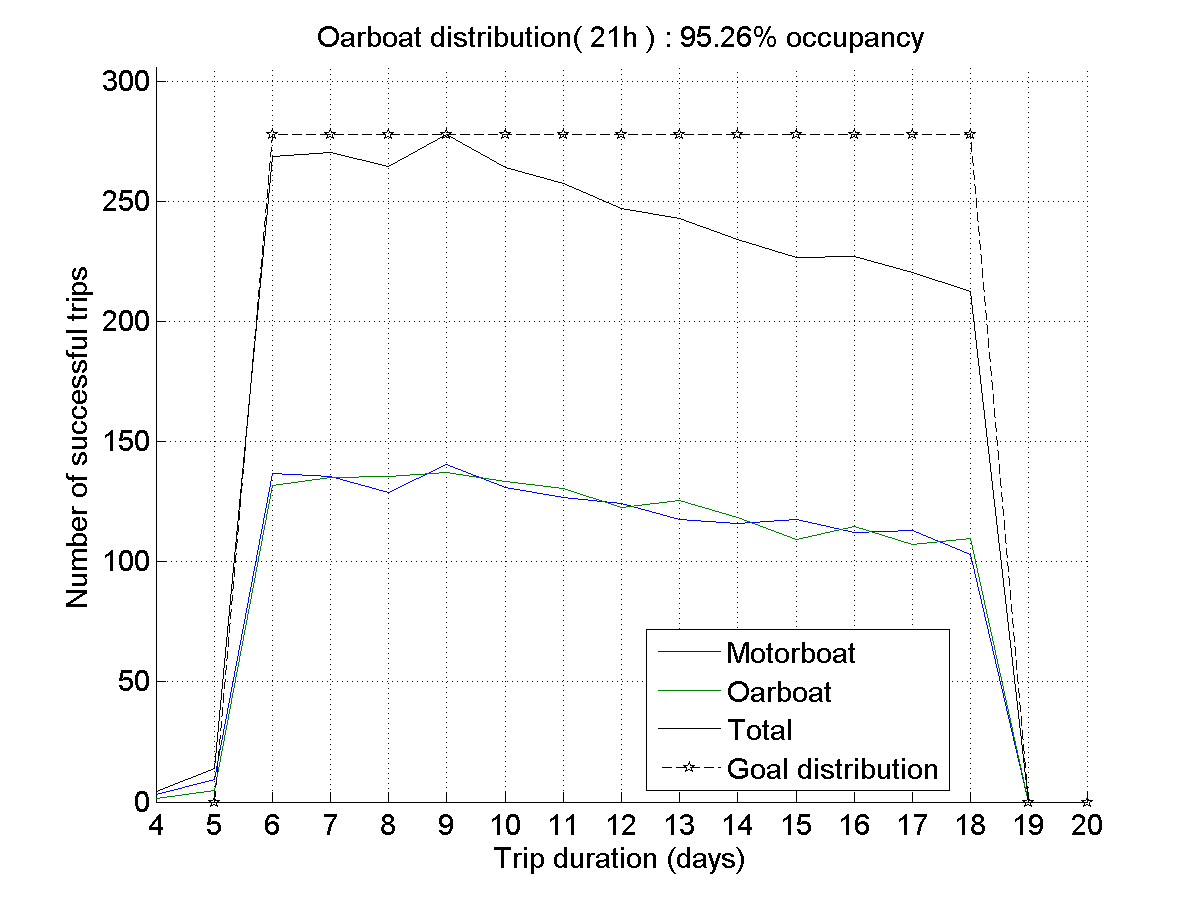 Oarboat distribution( 21h ) : 95.26% occupancy
300
250
200
150
100
50
0
Number of successful trips
Motorboat
Oarboat
Total
Goal distribution
4 5 6 7 8 9 10 11 12 13 14 15 16 17 18 19 20
Trip duration (days)